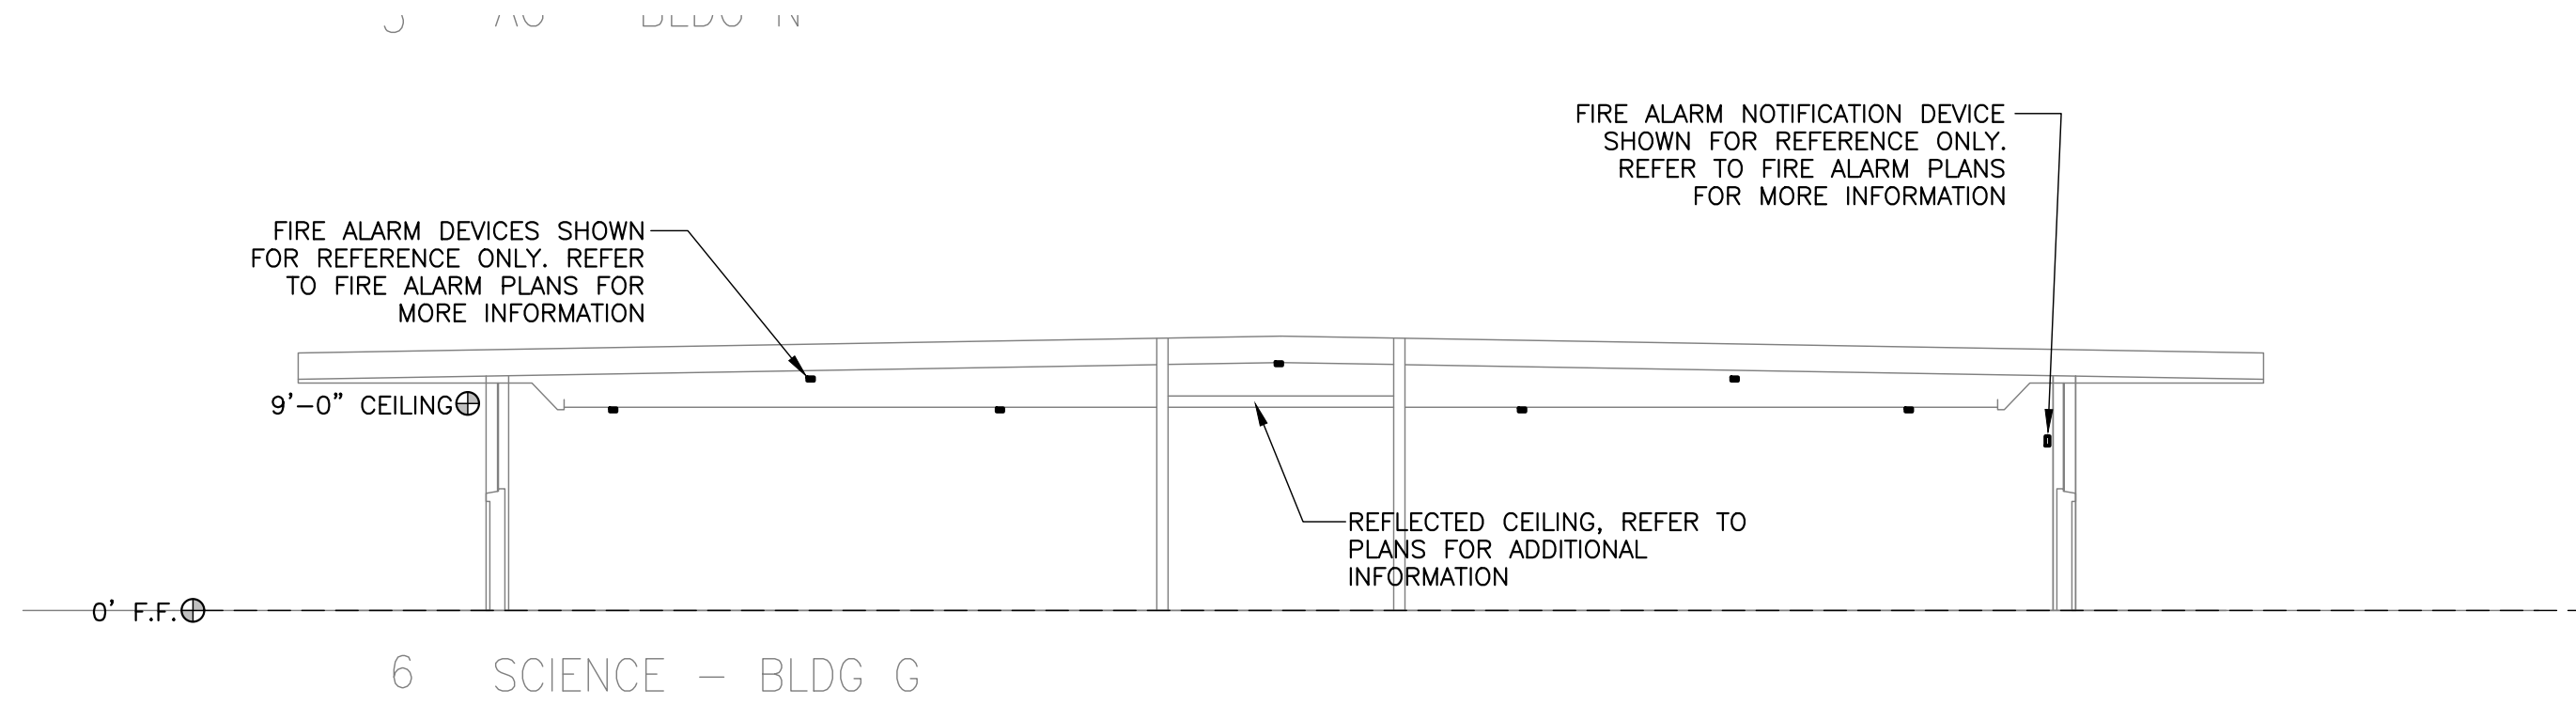 FIRE ALARM NOTIFICATION DEVICE
SHOWN FOR REFERENCE ONLY.
REFER TO FIRE ALARM PLANS
FOR MORE INFORMATION
FIRE ALARM DEVICES SHOWN
FOR REFERENCE ONLY. REFER
TO FIRE ALARM PLANS FOR
MORE INFORMATION
9'-0" CEILING
REFLECTED CEILING, REFER TO
PLANS FOR ADDITIONAL
INFORMATION
0' F.F.
6 SCIENCE - BLDG G